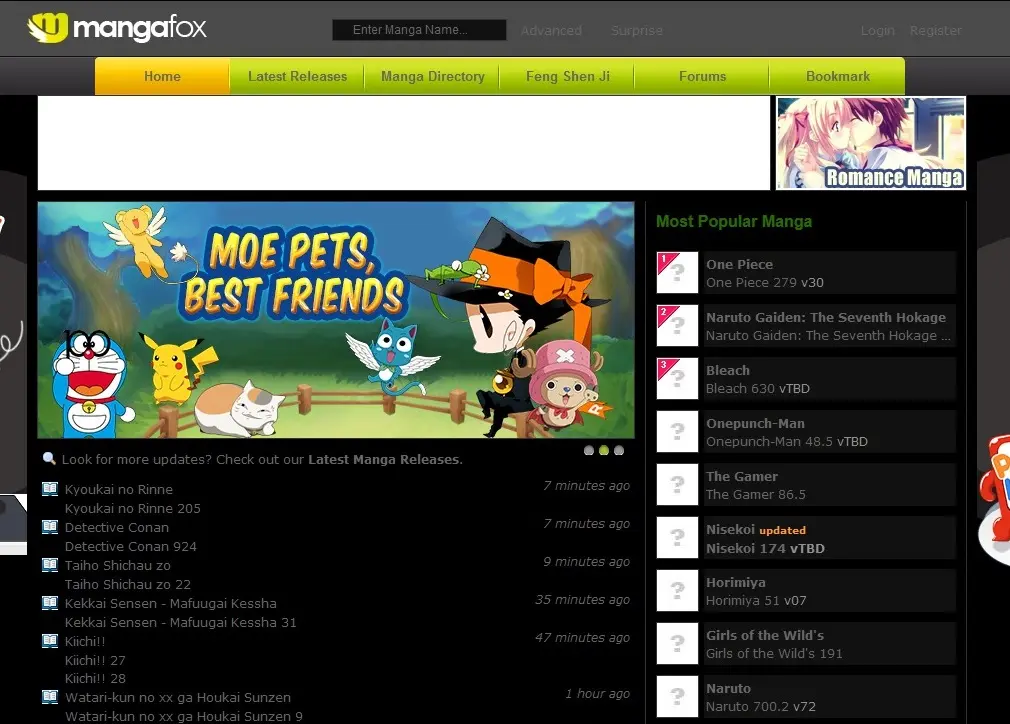 mangafox
Enter Manga Name...
Advanced
Surprise
Login
Register
Home
Latest Releases
Manga Directory
Feng Shen Ji
Forums
Bookmark
Romance Manga
MOE PETS,
BEST FRIENDS
R
Look for more updates? Check out our Latest Manga Releases.
Kyoukai no Rinne
7 minutes ago
Kyoukai no Rinne 205
Detective Conan
7 minutes ago
Detective Conan 924
Taiho Shichau zo
9 minutes ago
Taiho Shichau zo 22
Kekkai Sensen - Mafuugai Kessha
35 minutes ago
Kekkai Sensen - Mafuugai Kessha 31
Kiichi!!
47 minutes ago
Kiichi!! 27
Kiichi!! 28
Watari-kun no xx ga Houkai Sunzen
1 hour ago
Watari-kun no xx ga Houkai Sunzen 9
Most Popular Manga
1
?
One Piece
One Piece 279 v30
2
?
Naruto Gaiden: The Seventh Hokage
Naruto Gaiden: The Seventh Hokage ...
3
?
Bleach
Bleach 630 vTBD
?
Onepunch-Man
Onepunch-Man 48.5 vTBD
?
The Gamer
The Gamer 86.5
?
Nisekoi updated
Nisekoi 174 vTBD
?
Horimiya
Horimiya 51 v07
?
Girls of the Wild's
Girls of the Wild's 191
?
Naruto
Naruto 700.2 v72